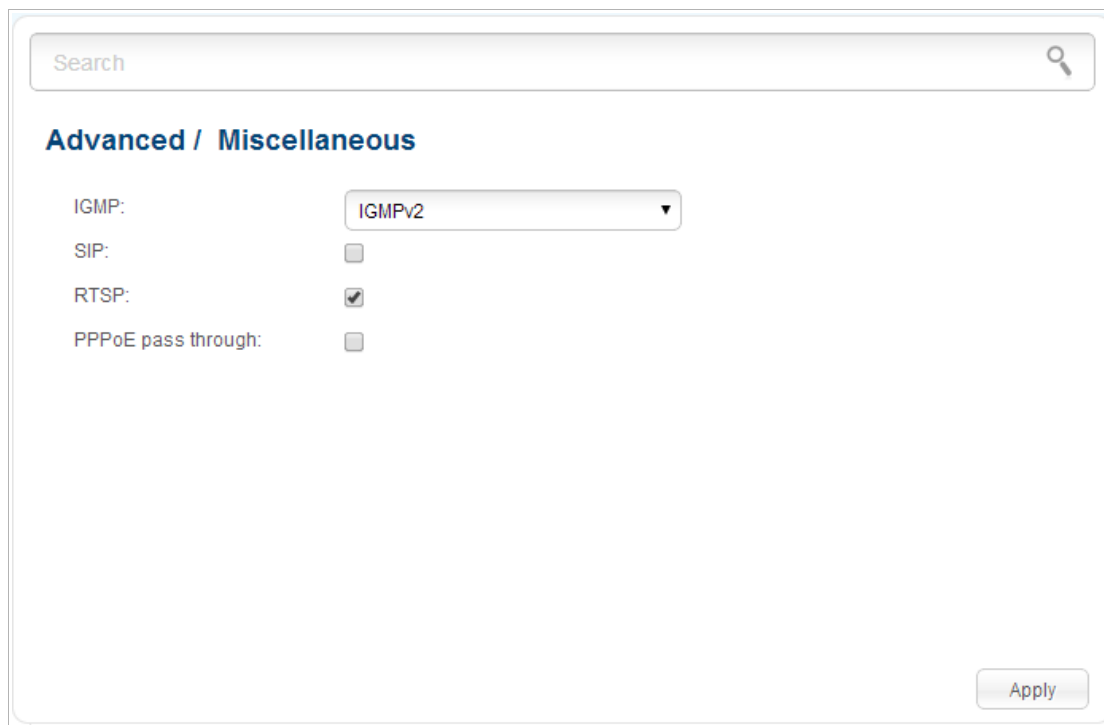 Search
Advanced / Miscellaneous
IGMP: IGMPv2
SIP:
RTSP:
PPPoE pass through:
Apply